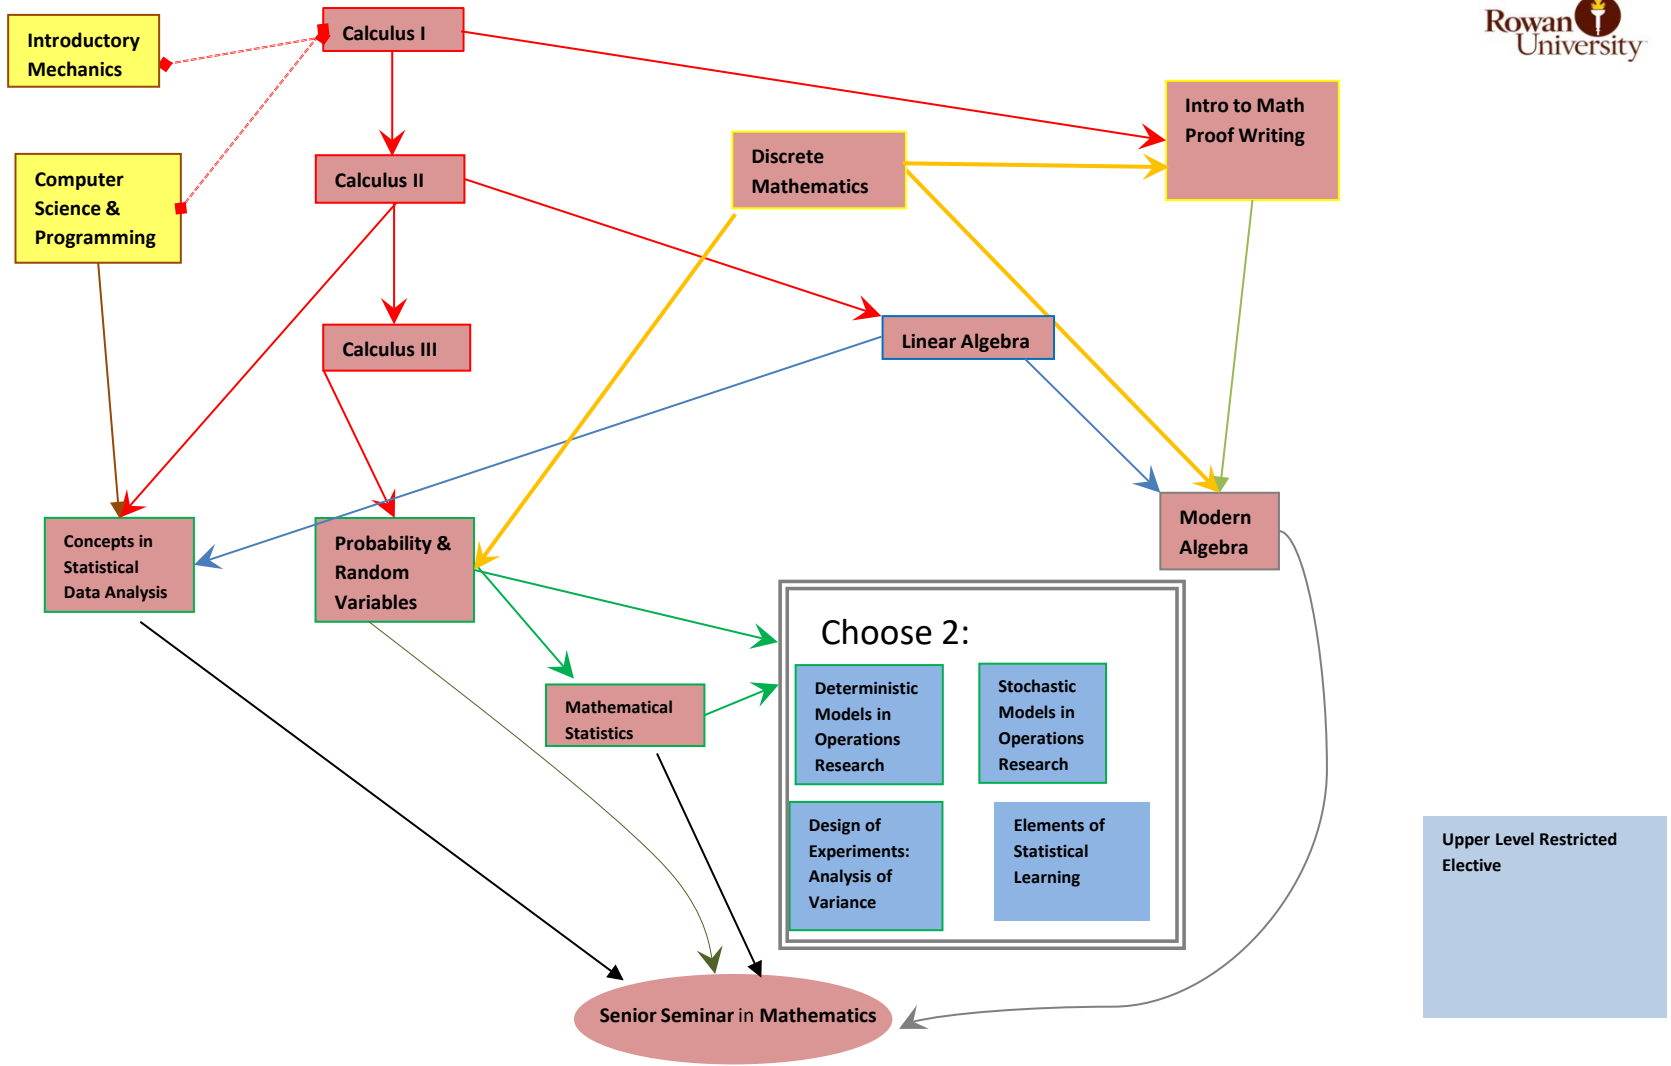 Rowan
University
Introductory
Mechanics
Calculus I
Intro to Math
Proof Writing
Discrete
Mathematics
Computer
Science &
Programming
Calculus II
Calculus III
Linear Algebra
Concepts in
Statistical
Data Analysis
Probability &
Random
Variables
Modern
Algebra
Choose 2:
Mathematical
Statistics
Deterministic
Models in
Operations
Research
Stochastic
Models in
Operations
Research
Design of
Experiments:
Analysis of
Variance
Elements of
Statistical
Learning
Upper Level Restricted
Elective
Senior Seminar in Mathematics